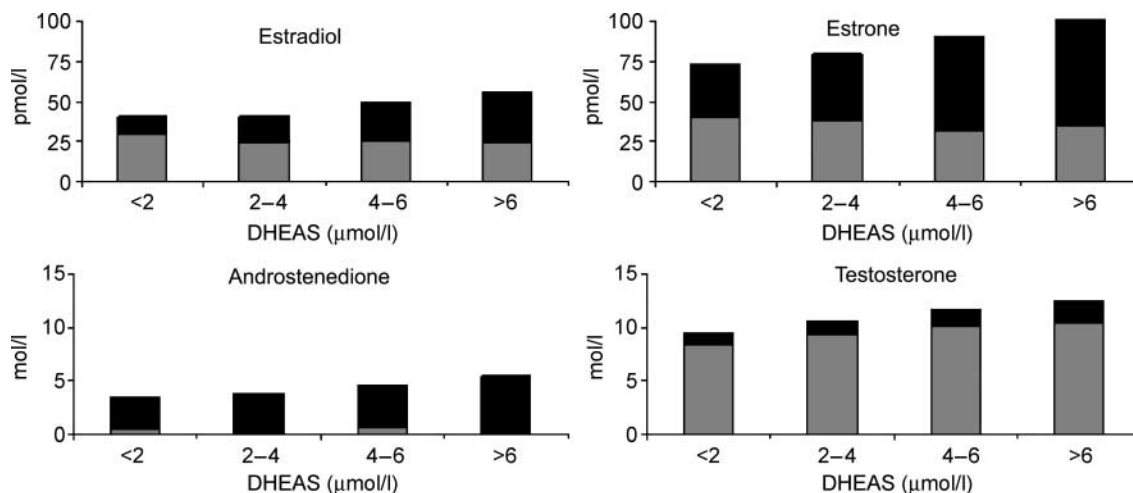 Estradiol
100
75
50
25
0
pmol/l
<2 2–4 4–6 >6
DHEAS (μmol/l)
Estrone
100
75
50
25
0
pmol/l
<2 2–4 4–6 >6
DHEAS (μmol/l)
Androstenedione
15
10
5
0
mol/l
<2 2–4 4–6 >6
DHEAS (μmol/l)
Testosterone
15
10
5
0
mol/l
<2 2–4 4–6 >6
DHEAS (μmol/l)